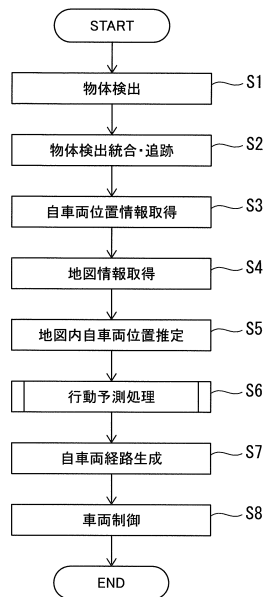 START
物体検出 S1
物体検出統合・追跡 S2
自車両位置情報取得 S3
地図情報取得 S4
地図内自車両位置推定 S5
行動予測処理 S6
自車両経路生成 S7
車両制御 S8
END